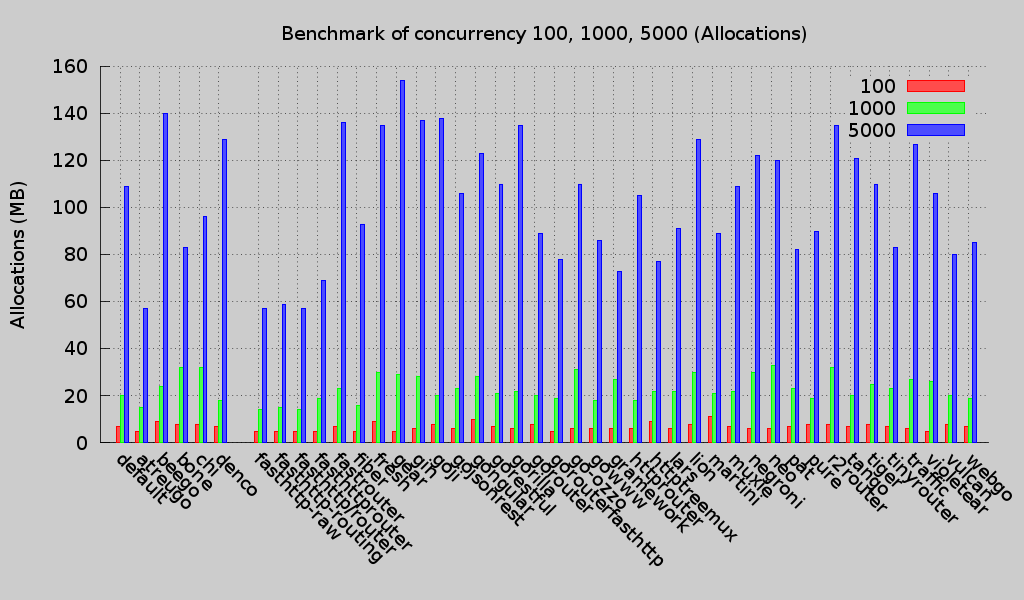 Benchmark of concurrency 100, 1000, 5000 (Allocations)
Allocations (MB)
160
140
120
100
80
60
40
20
0
100
1000
5000
default
atreugo
beego
bone
chi
denco
fasthttp-raw
fasthttp-routing
fasthttp/router
fasthttprouter
fastrouter
fiber
fresh
gear
gin
goji
gojsonrest
gongular
gorestful
gorilla
gorouter
gorouterfasthttp
go-ozzo
gowww
gramework
httprouter
httptreemux
lars
lion
martini
muxie
negroni
neo
pat
pure
r2router
tango
tiger
tinyrouter
traffic
violetear
vulcan
webgo